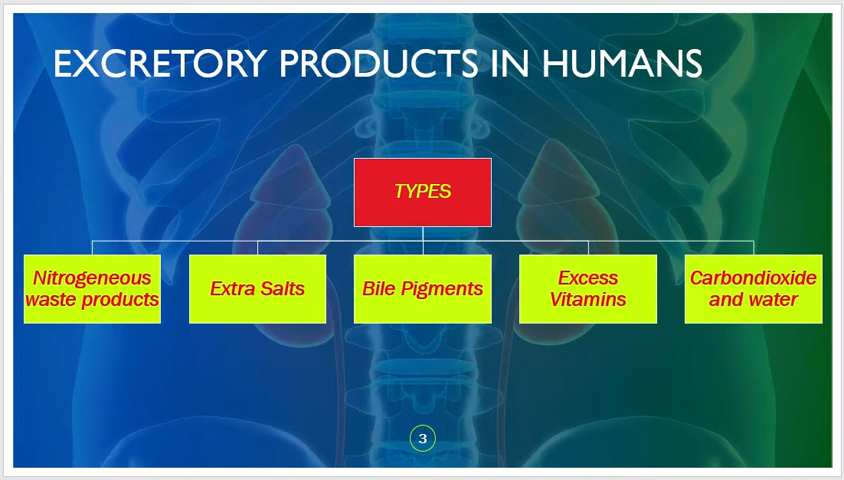 EXCRETORY PRODUCTS IN HUMANS
TYPES
Nitrogeneous
waste products
Extra Salts
Bile Pigments
Excess
Vitamins
Carbondioxide
and water
3